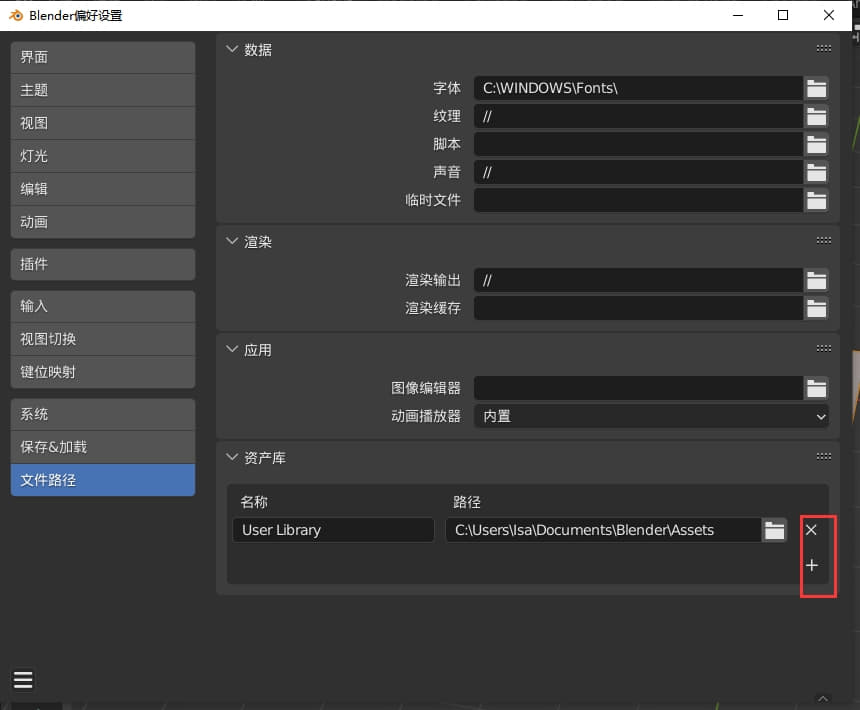 Blender偏好设置
界面
主题
视图
灯光
编辑
动画
插件
输入
视图切换
键位映射
系统
保存&加载
文件路径
数据
字体 C:\WINDOWS\Fonts\
纹理 //
脚本
声音 //
临时文件
渲染
渲染输出 //
渲染缓存
应用
图像编辑器
动画播放器 内置
资产库
名称 路径
User Library C:\Users\Isa\Documents\Blender\Assets